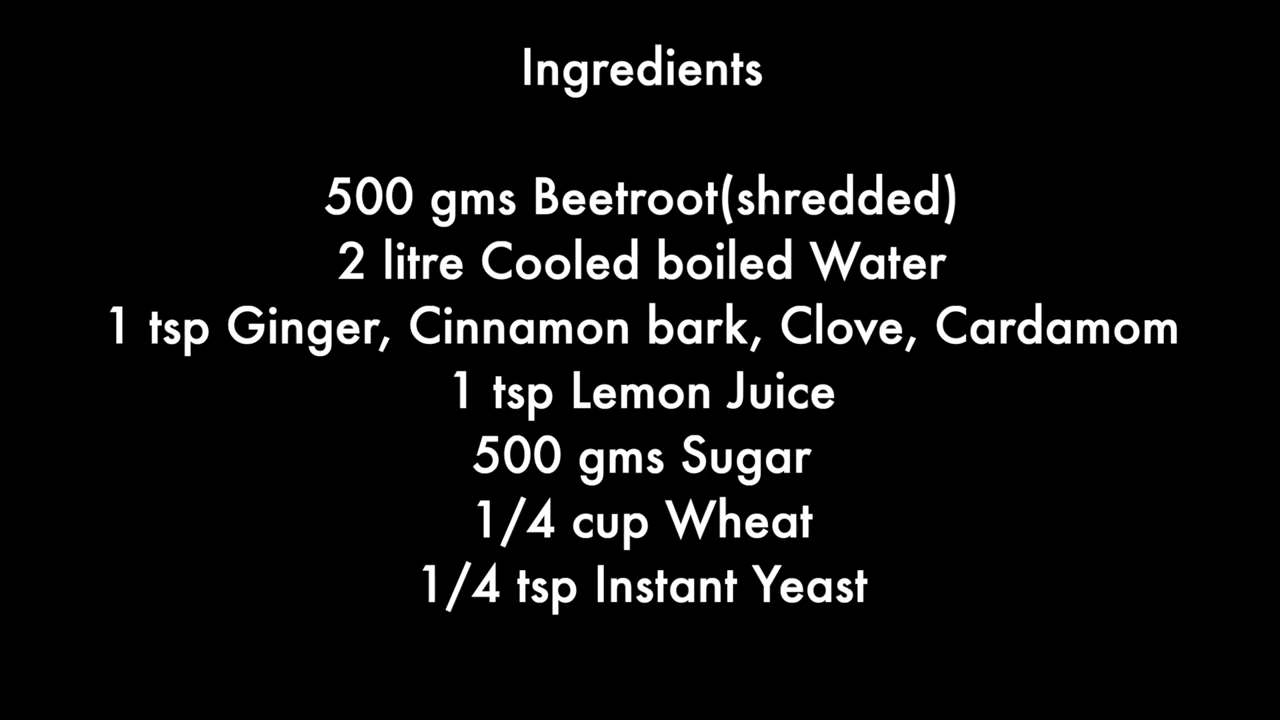 Ingredients
500 gms Beetroot(shredded)
2 litre Cooled boiled Water
1 tsp Ginger, Cinnamon bark, Clove, Cardamom
1 tsp Lemon Juice
500 gms Sugar
1/4 cup Wheat
1/4 tsp Instant Yeast